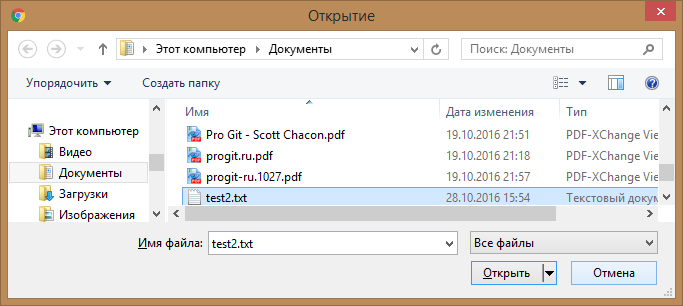 Открытие
Этот компьютер Документы
Поиск: Документы
Упорядочить Создать папку
Имя Дата изменения Тип
Pro Git - Scott Chacon.pdf 19.10.2016 21:51 PDF-XChange Vie
progit.ru.pdf 19.10.2016 21:18 PDF-XChange Vie
progit-ru.1027.pdf 19.10.2016 21:57 PDF-XChange Vie
test2.txt 28.10.2016 15:54 Текстовый докум
Этот компьютер
Видео
Документы
Загрузки
Изображения
Имя файла: test2.txt Все файлы
Открыть Отмена